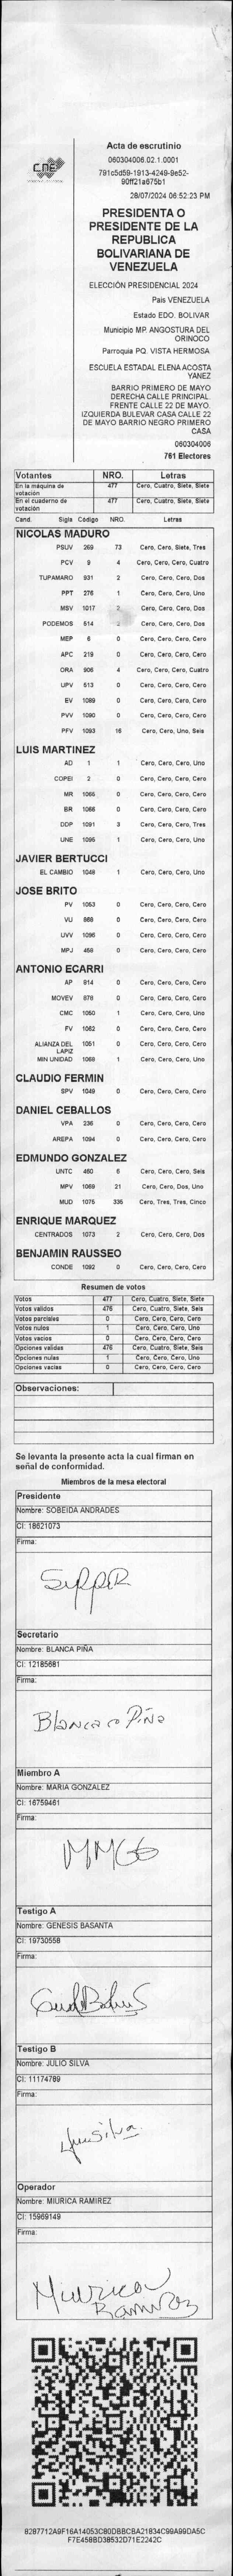 CNE
Acta de escrutinio
060304006.02.1.0001
791c5d59-1913-4249-9e52-
90ff21a675b1
28/07/2024 06:52:23 PM
PRESIDENTA O
PRESIDENTE DE LA
REPUBLICA
BOLIVARIANA DE
VENEZUELA
ELECCIÓN PRESIDENCIAL 2024
País VENEZUELA
Estado EDO. BOLIVAR
Municipio MP. ANGOSTURA DEL
ORINOCO
Parroquia PQ. VISTA HERMOSA
ESCUELA ESTADAL ELENA ACOSTA
YANEZ
BARRIO PRIMERO DE MAYO
DERECHA CALLE PRINCIPAL.
FRENTE CALLE 22 DE MAYO.
IZQUIERDA BULEVAR CASA CALLE 22
DE MAYO BARRIO NEGRO PRIMERO
CASA
060304006
761 Electores
Votantes NRO. Letras
En la máquina de votación 477 Cero, Cuatro, Siete, Siete
En el cuaderno de votación 477 Cero, Cuatro, Siete, Siete
Cand. Sigla Código NRO. Letras
NICOLAS MADURO
PSUV 269 73 Cero, Cero, Siete, Tres
PCV 9 4 Cero, Cero, Cero, Cuatro
TUPAMARO 931 2 Cero, Cero, Cero, Dos
PPT 276 1 Cero, Cero, Cero, Uno
MSV 1017 2 Cero, Cero, Cero, Dos
PODEMOS 514 2 Cero, Cero, Cero, Dos
MEP 6 0 Cero, Cero, Cero, Cero
APC 219 0 Cero, Cero, Cero, Cero
ORA 906 4 Cero, Cero, Cero, Cuatro
UPV 513 0 Cero, Cero, Cero, Cero
EV 1089 0 Cero, Cero, Cero, Cero
PVV 1090 0 Cero, Cero, Cero, Cero
PFV 1093 16 Cero, Cero, Uno, Seis
LUIS MARTINEZ
AD 1 1 Cero, Cero, Cero, Uno
COPEI 2 0 Cero, Cero, Cero, Cero
MR 1065 0 Cero, Cero, Cero, Cero
BR 1066 0 Cero, Cero, Cero, Cero
DDP 1091 3 Cero, Cero, Cero, Tres
UNE 1095 1 Cero, Cero, Cero, Uno
JAVIER BERTUCCI
EL CAMBIO 1048 1 Cero, Cero, Cero, Uno
JOSE BRITO
PV 1053 0 Cero, Cero, Cero, Cero
VU 868 0 Cero, Cero, Cero, Cero
UVV 1096 0 Cero, Cero, Cero, Cero
MPJ 458 0 Cero, Cero, Cero, Cero
ANTONIO ECARRI
AP 814 0 Cero, Cero, Cero, Cero
MOVEV 878 0 Cero, Cero, Cero, Cero
CMC 1050 1 Cero, Cero, Cero, Uno
FV 1062 0 Cero, Cero, Cero, Cero
ALIANZA DEL LAPIZ 1051 0 Cero, Cero, Cero, Cero
MIN UNIDAD 1068 1 Cero, Cero, Cero, Uno
CLAUDIO FERMIN
SPV 1049 0 Cero, Cero, Cero, Cero
DANIEL CEBALLOS
VPA 236 0 Cero, Cero, Cero, Cero
AREPA 1094 0 Cero, Cero, Cero, Cero
EDMUNDO GONZALEZ
UNTC 460 6 Cero, Cero, Cero, Seis
MPV 1069 21 Cero, Cero, Dos, Uno
MUD 1075 335 Cero, Tres, Tres, Cinco
ENRIQUE MARQUEZ
CENTRADOS 1073 2 Cero, Cero, Cero, Dos
BENJAMIN RAUSSEO
CONDE 1092 0 Cero, Cero, Cero, Cero
Resumen de votos
Votos 477 Cero, Cuatro, Siete, Siete
Votos validos 476 Cero, Cuatro, Siete, Seis
Votos parciales 0 Cero, Cero, Cero, Cero
Votos nulos 1 Cero, Cero, Cero, Uno
Votos vacios 0 Cero, Cero, Cero, Cero
Opciones validas 476 Cero, Cuatro, Siete, Seis
Opciones nulas 1 Cero, Cero, Cero, Uno
Opciones vacias 0 Cero, Cero, Cero, Cero
Observaciones:
Se levanta la presente acta la cual firman en
señal de conformidad.
Miembros de la mesa electoral
Presidente
Nombre: SOBEIDA ANDRADES
CI: 18621073
Firma:
Secretario
Nombre: BLANCA PIÑA
CI: 12185681
Firma:
Blanca Piña
Miembro A
Nombre: MARIA GONZALEZ
CI: 16759461
Firma:
MMGG
Testigo A
Nombre: GENESIS BASANTA
CI: 19730558
Firma:
Testigo B
Nombre: JULIO SILVA
CI: 11174789
Firma:
Silva
Operador
Nombre: MIURICA RAMIREZ
CI: 15969149
Firma:
Miurica
Ramirez
8287712A9F16A14053C80DBBCBA21834C99A99DA5C
F7E458BD38532D71E2242C